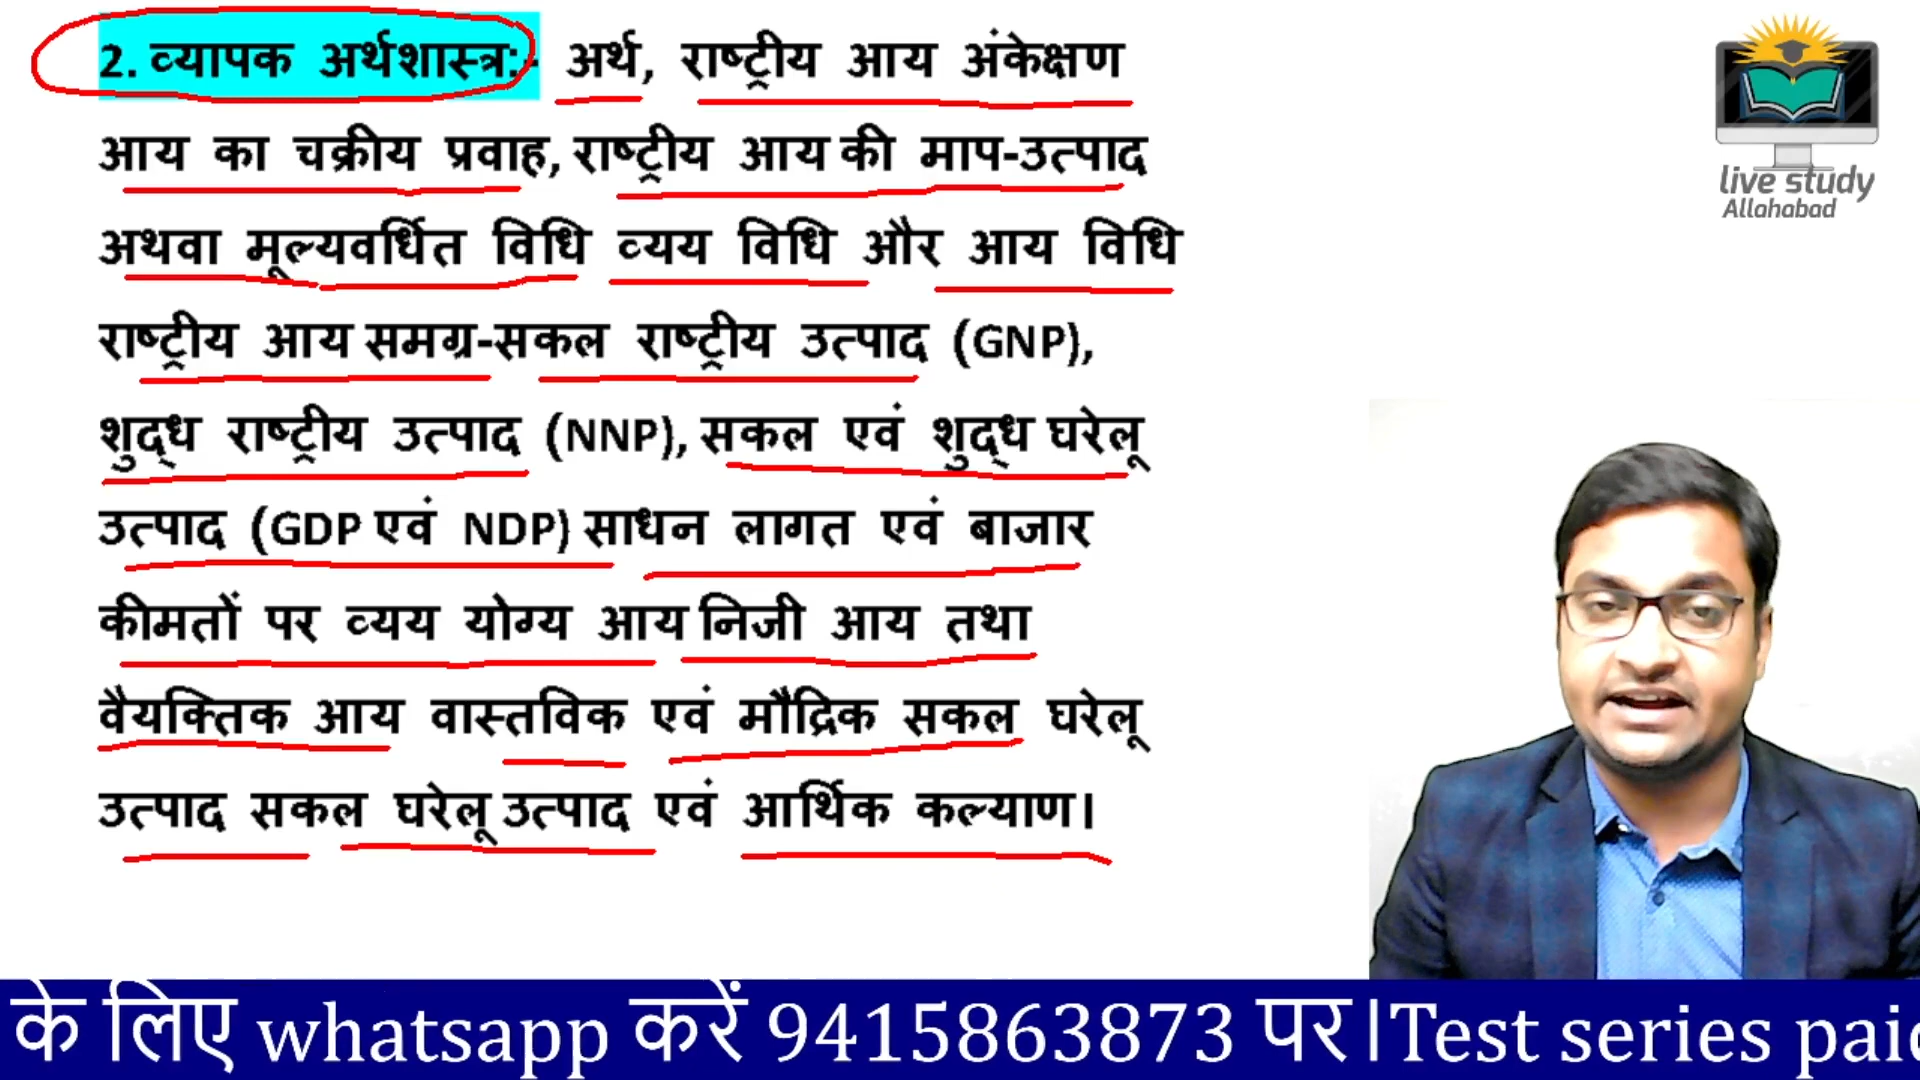 2. व्यापक अर्थशास्त्र:- अर्थ, राष्ट्रीय आय अंकेक्षण
आय का चक्रीय प्रवाह, राष्ट्रीय आय की माप-उत्पाद
अथवा मूल्यवर्धित विधि व्यय विधि और आय विधि
राष्ट्रीय आय समग्र-सकल राष्ट्रीय उत्पाद (GNP),
शुद्ध राष्ट्रीय उत्पाद (NNP), सकल एवं शुद्ध घरेलू
उत्पाद (GDP एवं NDP) साधन लागत एवं बाजार
कीमतों पर व्यय योग्य आय निजी आय तथा
वैयक्तिक आय वास्तविक एवं मौद्रिक सकल घरेलू
उत्पाद सकल घरेलू उत्पाद एवं आर्थिक कल्याण।
live study
Allahabad
के लिए whatsapp करें 9415863873 पर।Test series paid